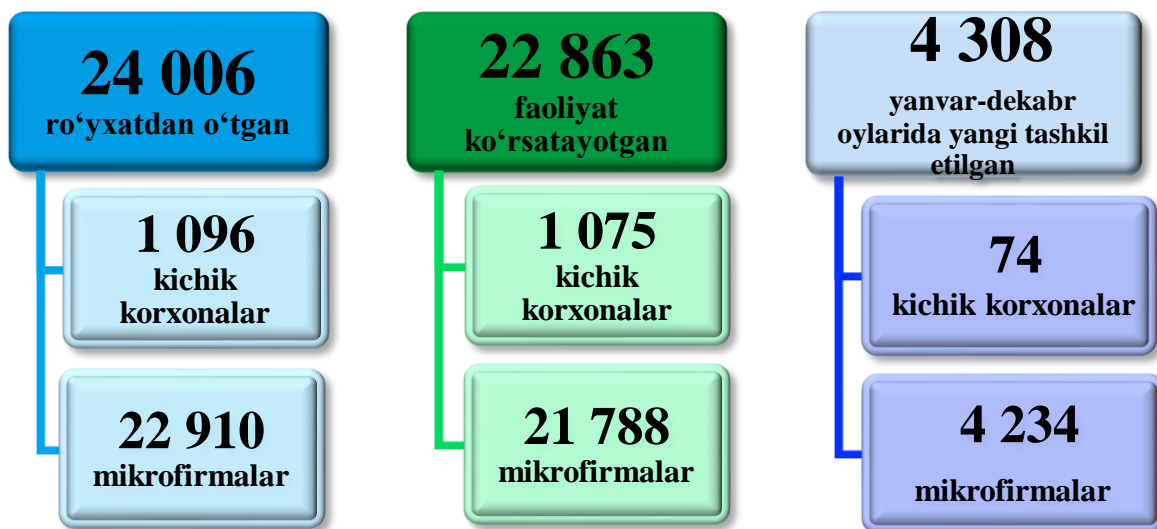 24 006
ro‘yxatdan o‘tgan
1 096
kichik
korxonalar
22 910
mikrofirmalar
22 863
faoliyat
ko‘rsatayotgan
1 075
kichik
korxonalar
21 788
mikrofirmalar
4 308
yanvar-dekabr
oylarida yangi tashkil
etilgan
74
kichik korxonalar
4 234
mikrofirmalar